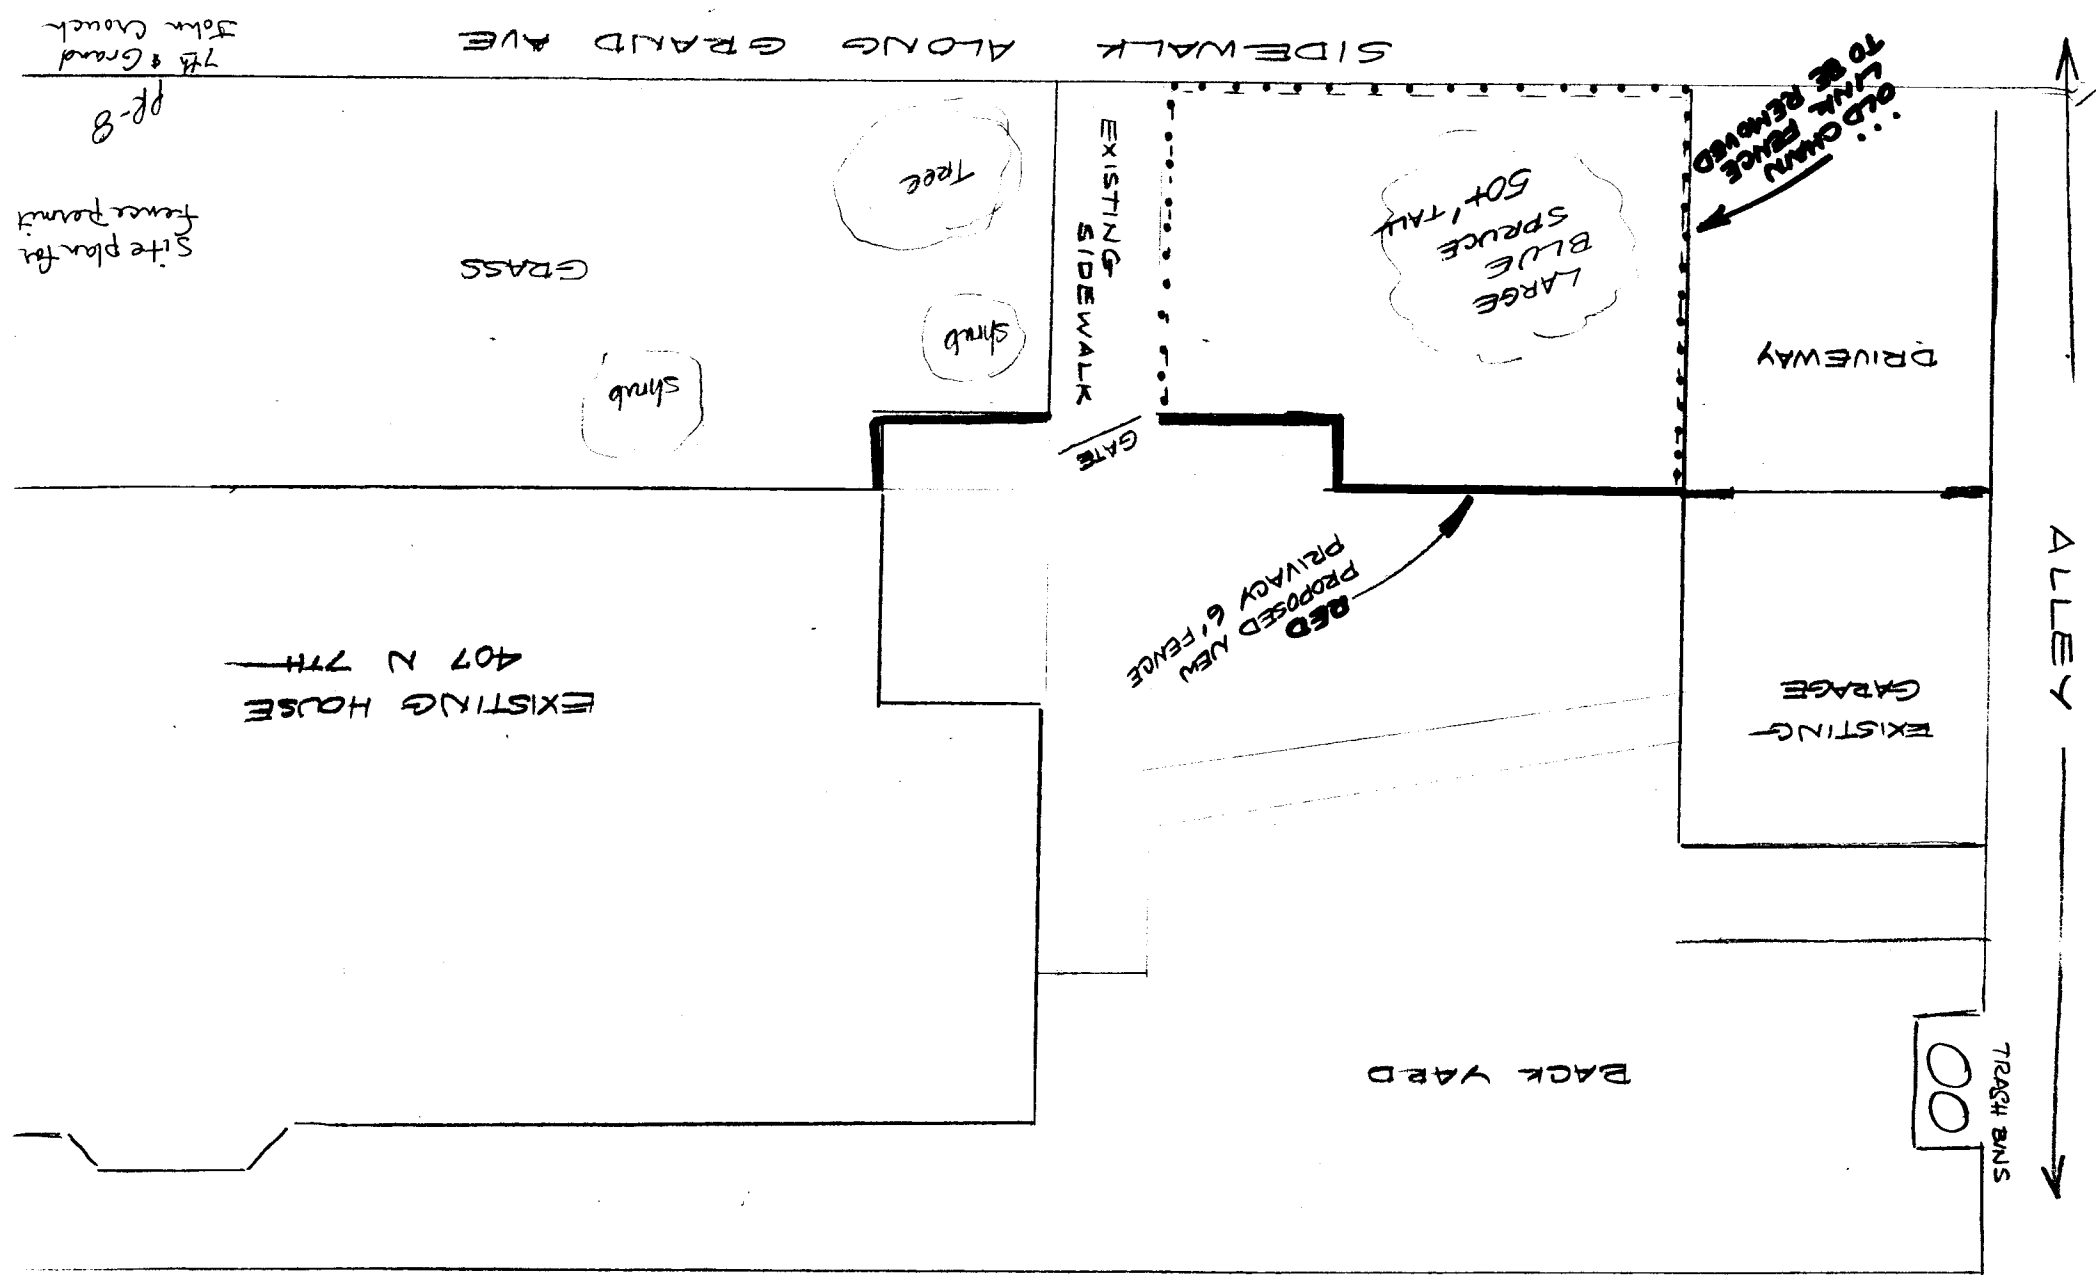 TRASH BINS
BACK YARD
ALLEY
EXISTING
GARAGE
EXISTING HOUSE
407 N 7TH
RED
PROPOSED NEW
PRIVACY 6' FENCE
GATE
DRIVEWAY
shrub
shrub
LARGE
BLUE
SPRUCE
50+' TALL
EXISTING
SIDEWALK
GRASS
Tree
Site plan for
fence permit
...
OLD CHAIN
LINK FENCE
TO BE REMOVED
PR-8
SIDEWALK ALONG GRAND AVE
7th & Grand
John Crouch